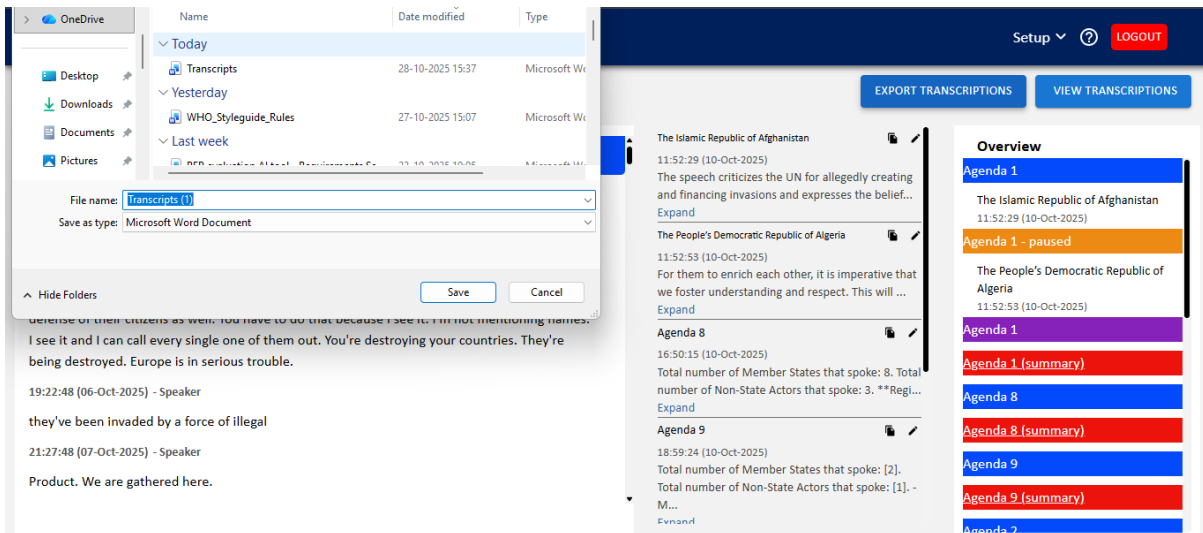 OneDrive
Name Date modified Type
Today
Desktop
Transcripts 28-10-2025 15:37 Microsoft Wo
Downloads
Yesterday
Documents
WHO_Styleguide_Rules 27-10-2025 15:07 Microsoft Wo
Last week
Pictures
File name: Transcripts (1)
Save as type: Microsoft Word Document
Hide Folders
Save Cancel
Setup
LOGOUT
EXPORT TRANSCRIPTIONS VIEW TRANSCRIPTIONS
defense of their citizens as well. You have to do that because I see it. I'm not mentioning names.
I see it and I can call every single one of them out. You're destroying your countries. They're
being destroyed. Europe is in serious trouble.
19:22:48 (06-Oct-2025) - Speaker
they've been invaded by a force of illegal
21:27:48 (07-Oct-2025) - Speaker
Product. We are gathered here.
The Islamic Republic of Afghanistan
11:52:29 (10-Oct-2025)
The speech criticizes the UN for allegedly creating
and financing invasions and expresses the belief...
Expand
The People's Democratic Republic of Algeria
11:52:53 (10-Oct-2025)
For them to enrich each other, it is imperative that
we foster understanding and respect. This will ...
Expand
Agenda 8
16:50:15 (10-Oct-2025)
Total number of Member States that spoke: 8. Total
number of Non-State Actors that spoke: 3. **Regi...
Expand
Agenda 9
18:59:24 (10-Oct-2025)
Total number of Member States that spoke: [2].
Total number of Non-State Actors that spoke: [1]. -
M...
Expand
Overview
Agenda 1
The Islamic Republic of Afghanistan
11:52:29 (10-Oct-2025)
Agenda 1 - paused
The People's Democratic Republic of
Algeria
11:52:53 (10-Oct-2025)
Agenda 1
Agenda 1 (summary)
Agenda 8
Agenda 8 (summary)
Agenda 9
Agenda 9 (summary)
Agenda 2